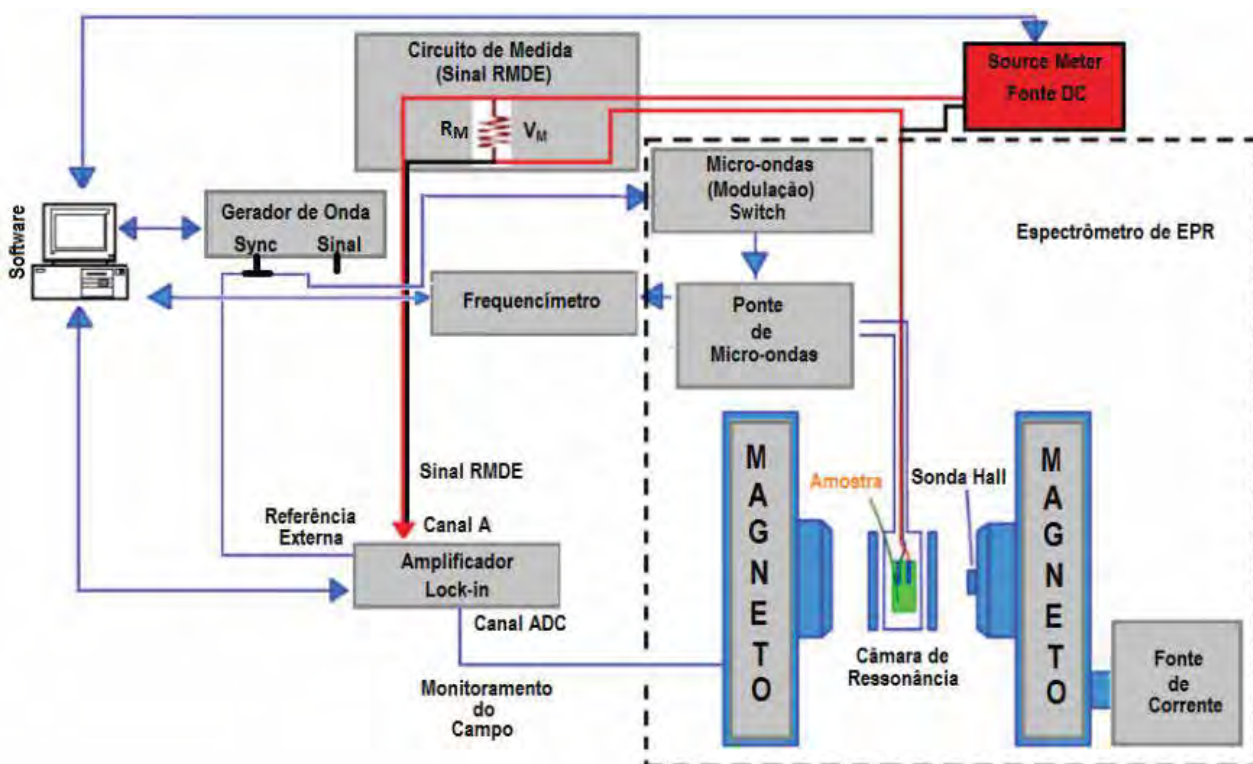 Circuito de Medida
(Sinal RMDE)
RM
VM
Source Meter
Fonte DC
Software
Gerador de Onda
Sync
Sinal
Micro-ondas
(Modulação)
Switch
Espectrômetro de EPR
Frequencímetro
Ponte
de
Micro-ondas
Sinal RMDE
Referência
Externa
Canal A
Amplificador
Lock-in
Canal ADC
Monitoramento
do
Campo
MAGNETO
Amostra
Sonda Hall
Câmara de
Ressonância
MAGNETO
Fonte
de
Corrente